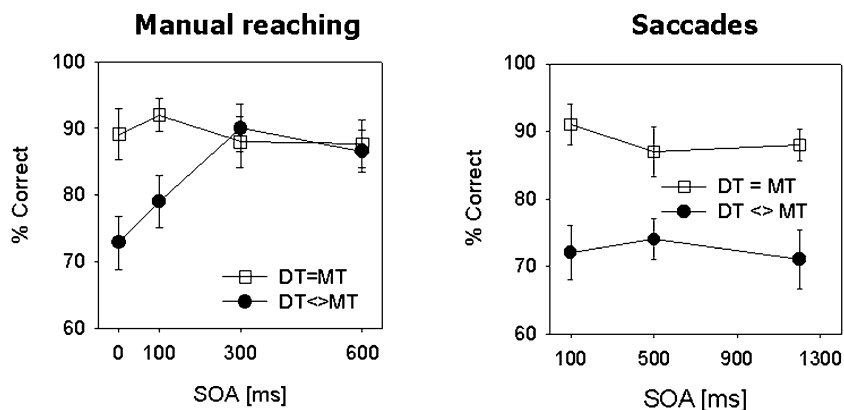 Manual reaching
100
90
80
70
60
% Correct
DT=MT
DT<>MT
0 100 300 600
SOA [ms]
Saccades
100
90
80
70
60
% Correct
DT = MT
DT <> MT
100 500 900 1300
SOA [ms]